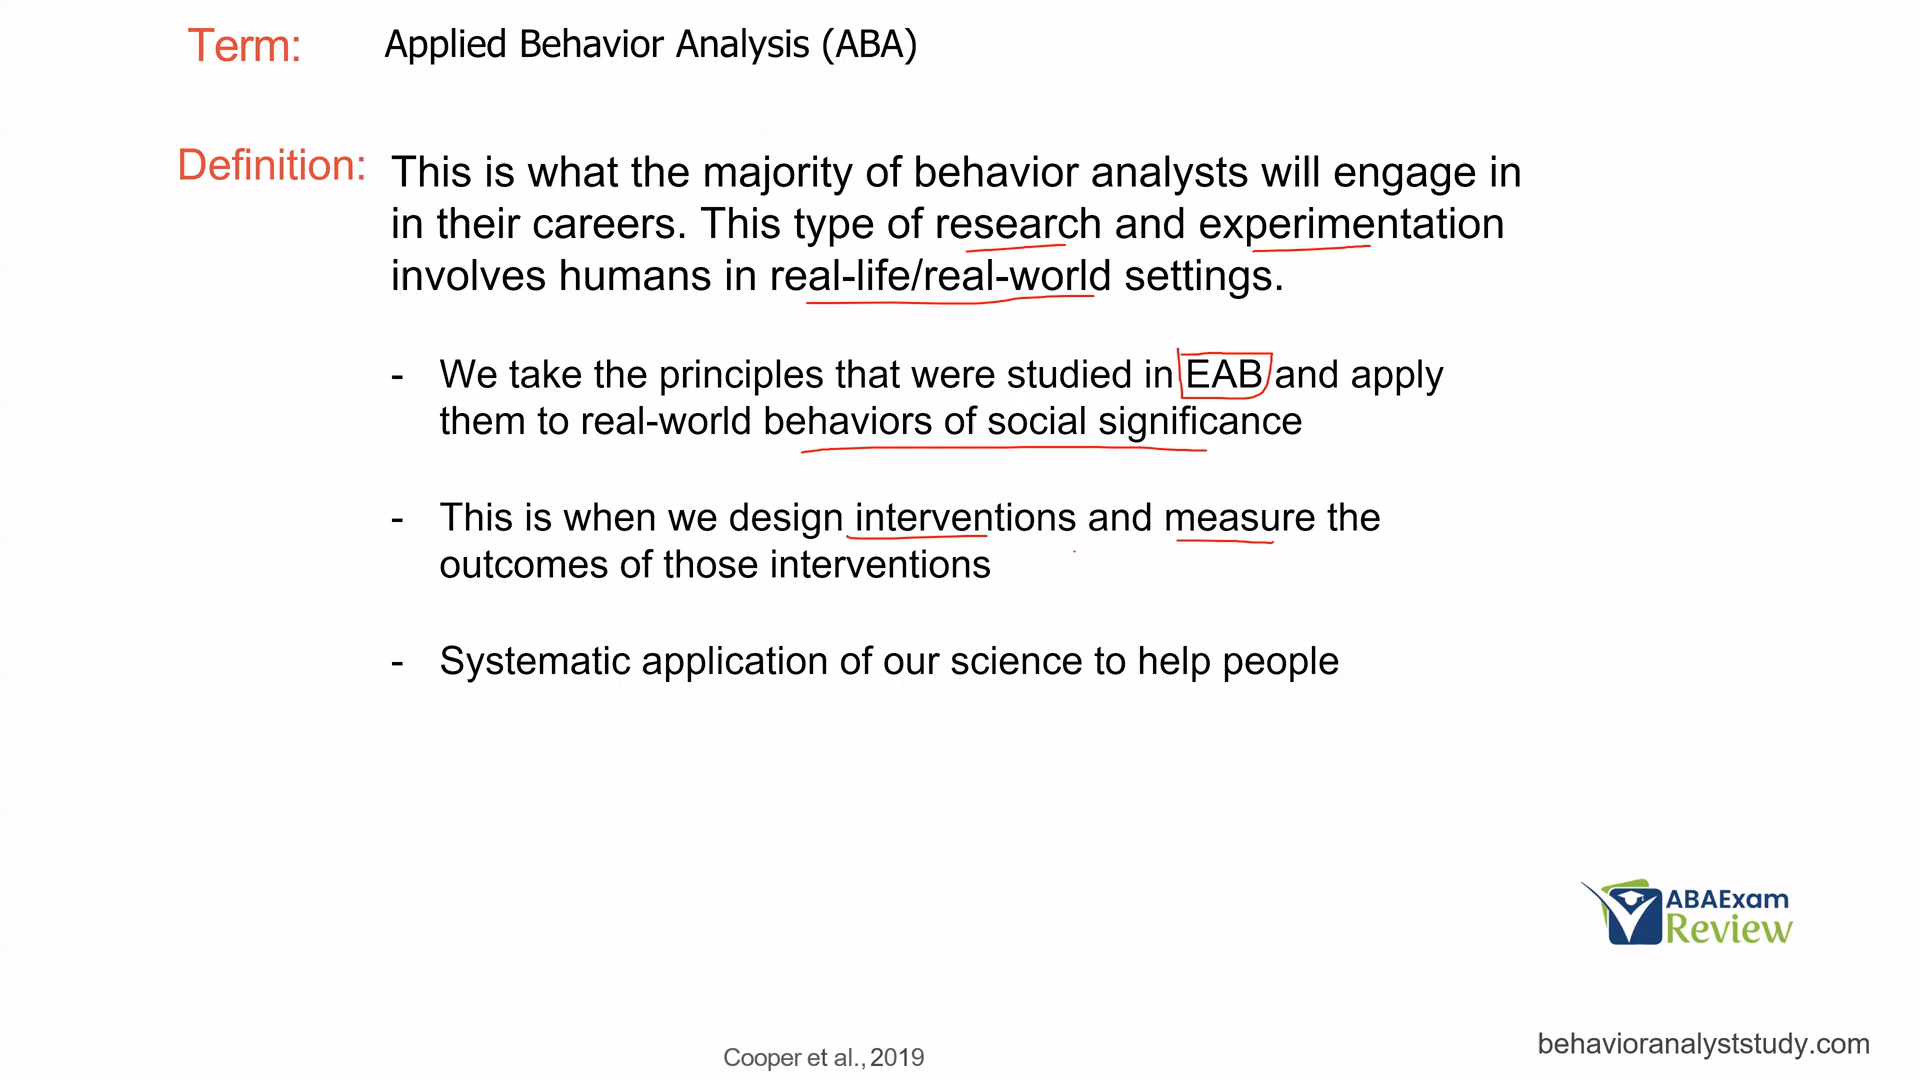 Term: Applied Behavior Analysis (ABA)
Definition: This is what the majority of behavior analysts will engage in
in their careers. This type of research and experimentation
involves humans in real-life/real-world settings.
- We take the principles that were studied in EAB and apply
them to real-world behaviors of social significance
- This is when we design interventions and measure the
outcomes of those interventions
- Systematic application of our science to help people
ABAExam
Review
behavioranalyststudy.com
Cooper et al., 2019